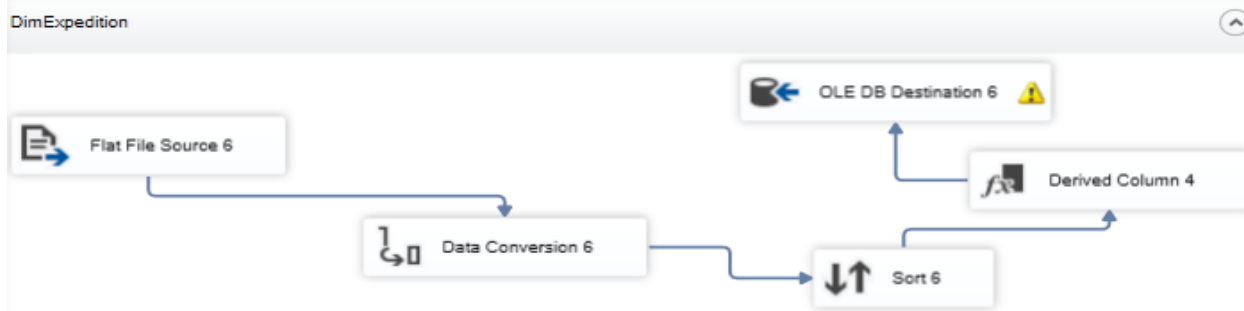 DimExpedition
OLE DB Destination 6
Flat File Source 6
Derived Column 4
Data Conversion 6
Sort 6